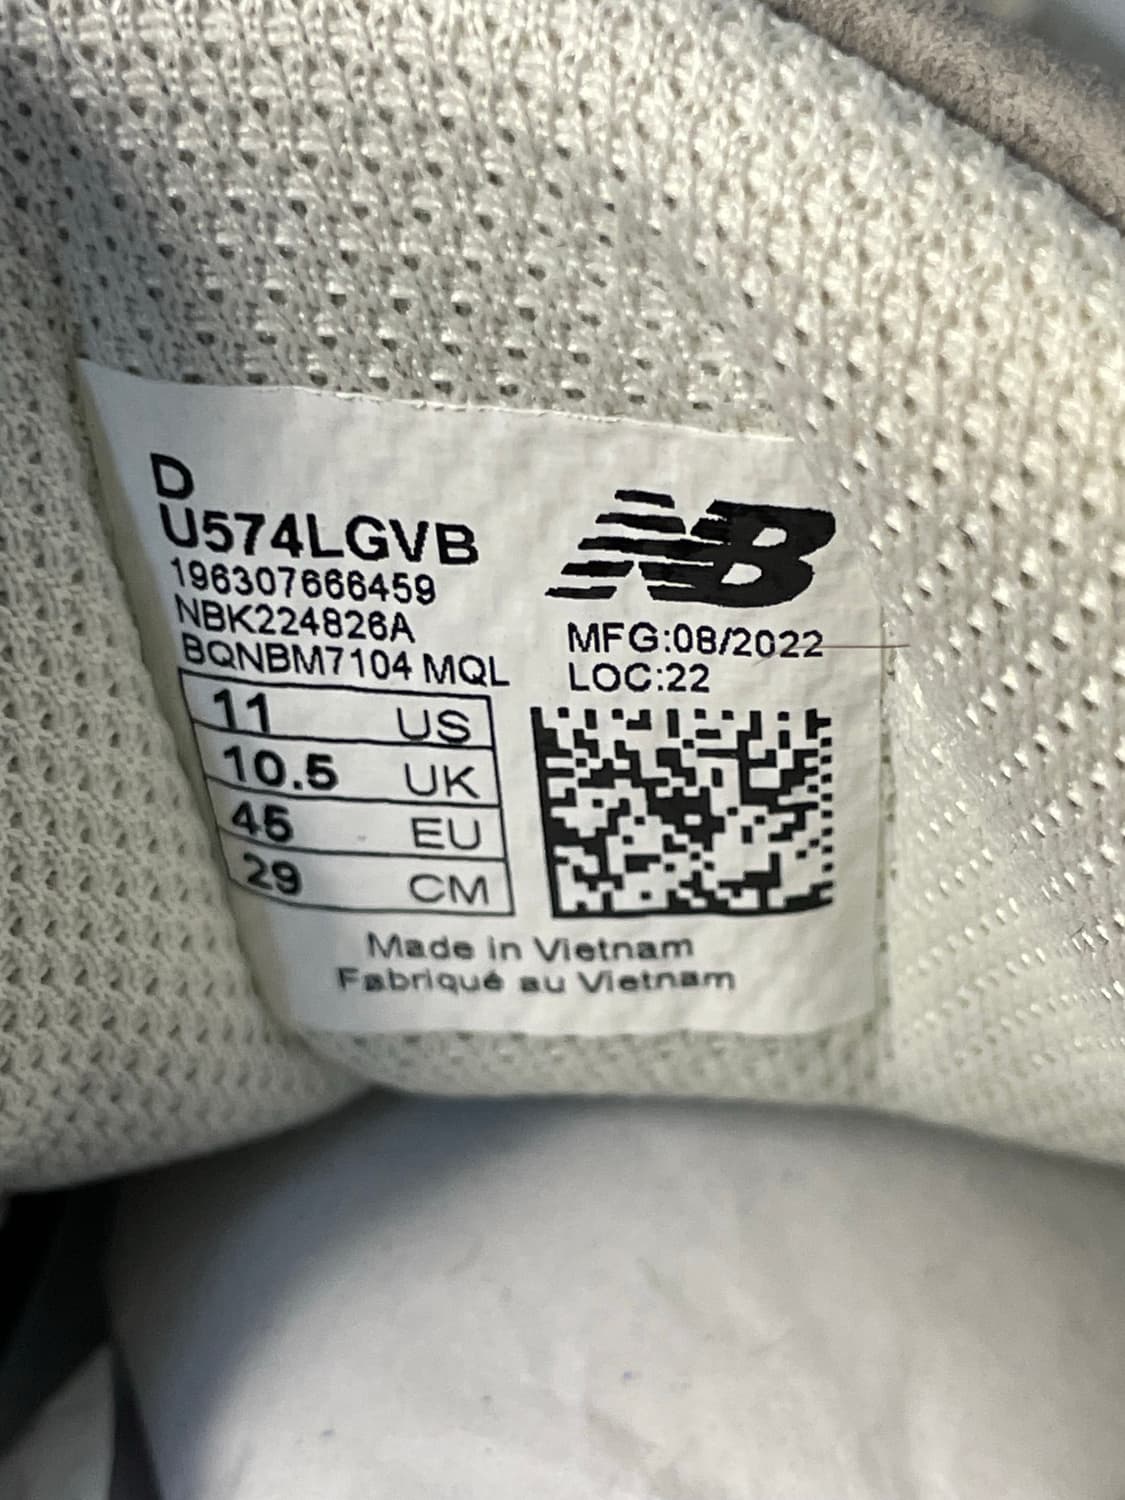 D
U574LGVB
196307666459
NBK224826A
BQNBM7104 MQL
11 US
10.5 UK
45 EU
29 CM
NB
MFG:08/2022
LOC:22
Made in Vietnam
Fabriqué au Vietnam